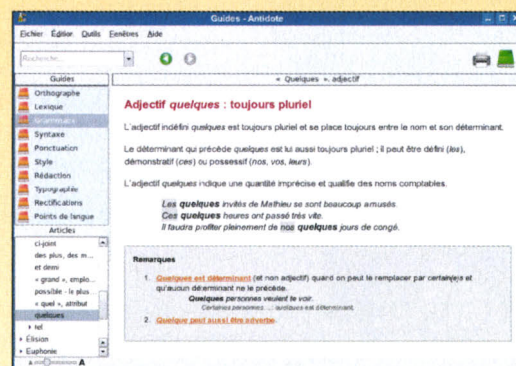 Guides - Antidote
Fichier Édition Outils Fenêtres Aide
Recherche...
Guides
« Quelques », adjectif
Orthographe
Lexique
Grammaire
Syntaxe
Ponctuation
Style
Rédaction
Typographie
Rectifications
Points de langue
Articles
ci-joint
des plus, des m...
et demi
« grand », emplo...
possible - le plus...
« quel », attribut
quelques
tel
Élision
Euphonie
A A
Adjectif quelques : toujours pluriel
L'adjectif indéfini quelques est toujours pluriel et se place toujours entre le nom et son déterminant.
Le déterminant qui précède quelques est lui aussi toujours pluriel ; il peut être défini (les),
démonstratif (ces) ou possessif (nos, vos, leurs).
L'adjectif quelques indique une quantité imprécise et qualifie des noms comptables.
Les quelques invités de Mathieu se sont beaucoup amusés.
Ces quelques heures ont passé très vite.
Il faudra profiter pleinement de nos quelques jours de congé.
Remarques
1. Quelques est déterminant (et non adjectif) quand on peut le remplacer par certain(e)s et
qu'aucun déterminant ne le précède.
Quelques personnes veulent te voir.
Certaines personnes ... : quelques est déterminant.
2. Quelque peut aussi être adverbe.